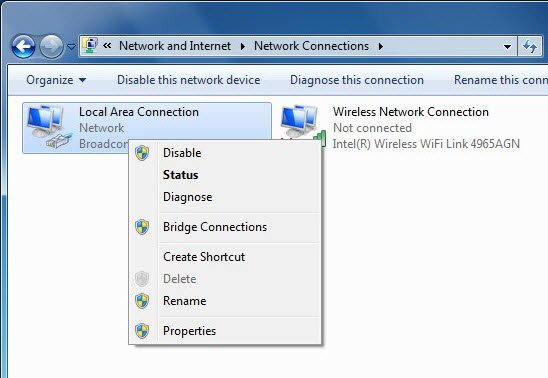 « Network and Internet ▸ Network Connections ▸
Organize ▾ Disable this network device Diagnose this connection Rename this con
Local Area Connection
Network
Broadcon
Wireless Network Connection
Not connected
Intel(R) Wireless WiFi Link 4965AGN
Disable
Status
Diagnose
Bridge Connections
Create Shortcut
Delete
Rename
Properties